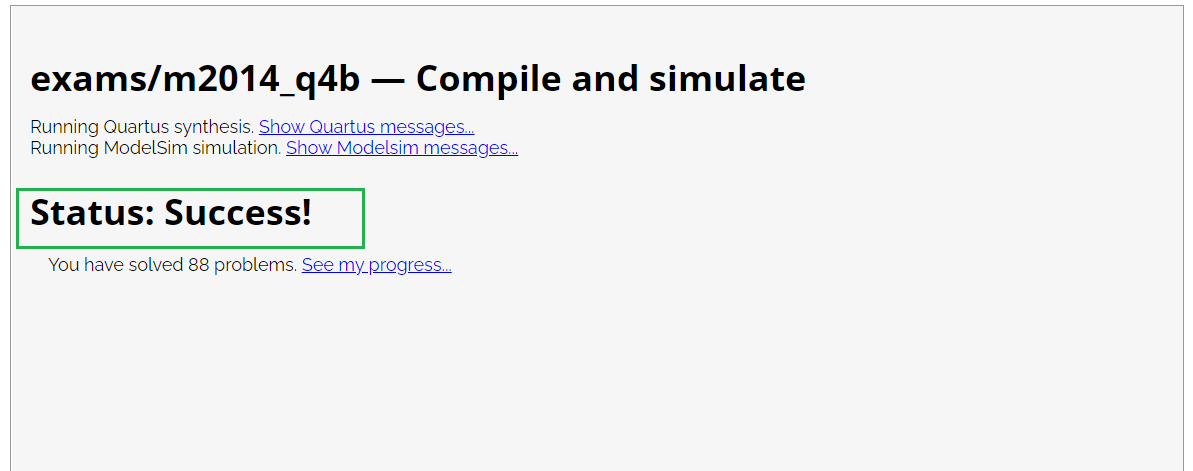 exams/m2014_q4b — Compile and simulate
Running Quartus synthesis. Show Quartus messages...
Running ModelSim simulation. Show Modelsim messages...
Status: Success!
You have solved 88 problems. See my progress...